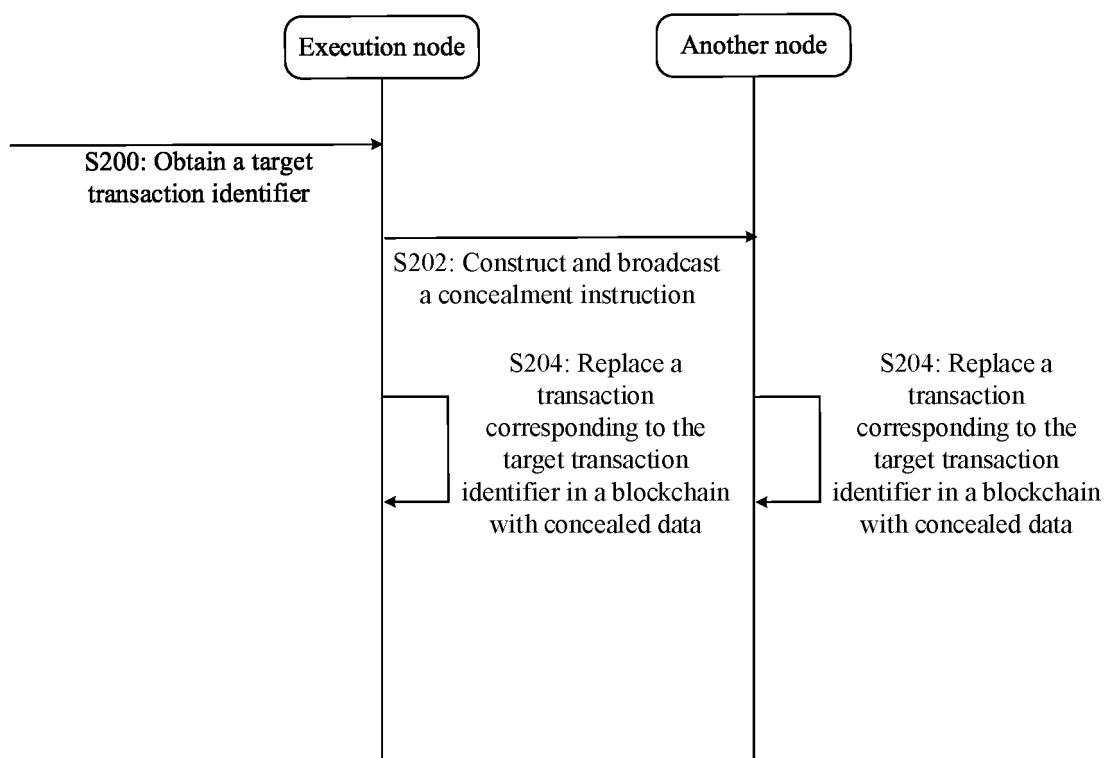 Execution node
Another node
S200: Obtain a target
transaction identifier
S202: Construct and broadcast
a concealment instruction
S204: Replace a
transaction
corresponding to the
target transaction
identifier in a blockchain
with concealed data
S204: Replace a
transaction
corresponding to the
target transaction
identifier in a blockchain
with concealed data